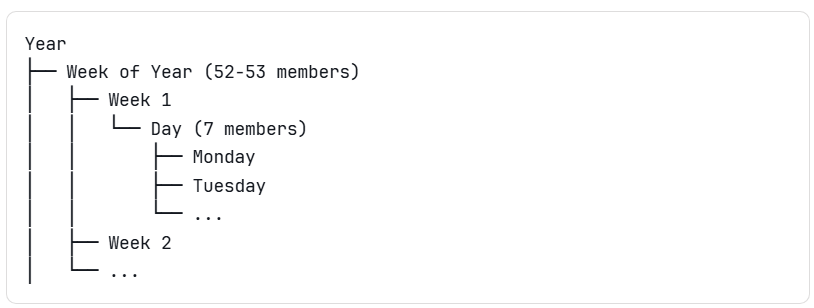 Year
├── Week of Year (52-53 members)
│   ├── Week 1
│   │   └── Day (7 members)
│   │       ├── Monday
│   │       ├── Tuesday
│   │       └── ...
│   ├── Week 2
│   └── ...